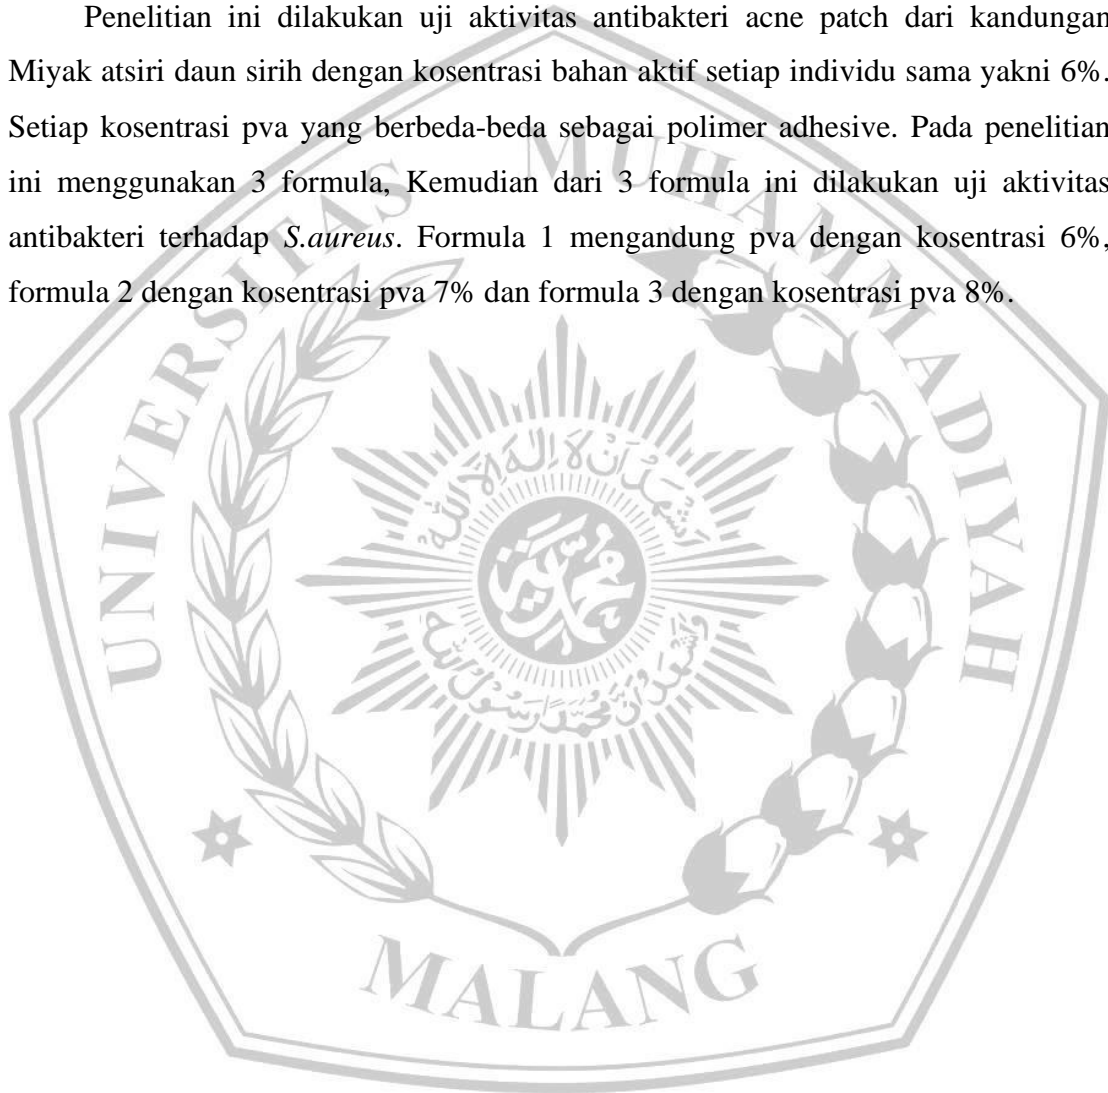 Penelitian ini dilakukan uji aktivitas antibakteri acne patch dari kandungan
Miyak atsiri daun sirih dengan kosentrasi bahan aktif setiap individu sama yakni 6%.
Setiap kosentrasi pva yang berbeda-beda sebagai polimer adhesive. Pada penelitian
ini menggunakan 3 formula, Kemudian dari 3 formula ini dilakukan uji aktivitas
antibakteri terhadap S.aureus. Formula 1 mengandung pva dengan kosentrasi 6%,
formula 2 dengan kosentrasi pva 7% dan formula 3 dengan kosentrasi pva 8%.
UNIVERSITAS MUHAMMADIYAH
MALANG